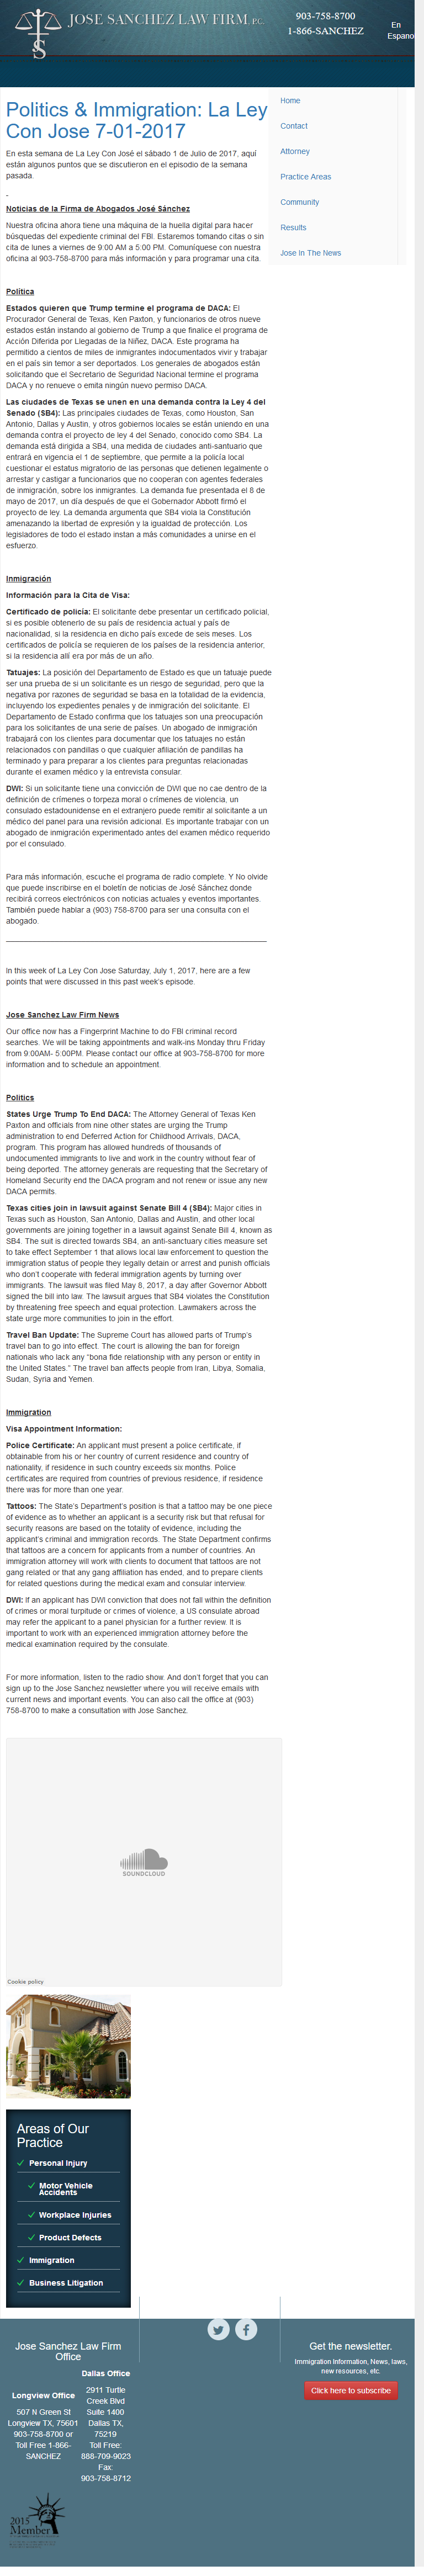 JOSE SANCHEZ LAW FIRM, P.C.
903-758-8700
1-866-SANCHEZ
En
Espano
Home
Contact
Attorney
Practice Areas
Community
Results
Jose In The News
Politics & Immigration: La Ley
Con Jose 7-01-2017
En esta semana de La Ley Con José el sábado 1 de Julio de 2017, aquí
están algunos puntos que se discutieron en el episodio de la semana
pasada.
Noticias de la Firma de Abogados José Sánchez
Nuestra oficina ahora tiene una máquina de la huella digital para hacer
búsquedas del expediente criminal del FBI. Estaremos tomando citas o sin
cita de lunes a viernes de 9:00 AM a 5:00 PM. Comuníquese con nuestra
oficina al 903-758-8700 para más información y para programar una cita.
Política
Estados quieren que Trump termine el programa de DACA: El
Procurador General de Texas, Ken Paxton, y funcionarios de otros nueve
estados están instando al gobierno de Trump a que finalice el programa de
Acción Diferida por Llegadas de la Niñez, DACA. Este programa ha
permitido a cientos de miles de inmigrantes indocumentados vivir y trabajar
en el país sin temor a ser deportados. Los generales de abogados están
solicitando que el Secretario de Seguridad Nacional termine el programa
DACA y no renueve o emita ningún nuevo permiso DACA.
Las ciudades de Texas se unen en una demanda contra la Ley 4 del
Senado (SB4): Las principales ciudades de Texas, como Houston, San
Antonio, Dallas y Austin, y otros gobiernos locales se están uniendo en una
demanda contra el proyecto de ley 4 del Senado, conocido como SB4. La
demanda está dirigida a SB4, una medida de ciudades anti-santuario que
entrará en vigencia el 1 de septiembre, que permite a la policía local
cuestionar el estatus migratorio de las personas que detienen legalmente o
arrestar y castigar a funcionarios que no cooperan con agentes federales
de inmigración, sobre los inmigrantes. La demanda fue presentada el 8 de
mayo de 2017, un día después de que el Gobernador Abbott firmó el
proyecto de ley. La demanda argumenta que SB4 viola la Constitución
amenazando la libertad de expresión y la igualdad de protección. Los
legisladores de todo el estado instan a más comunidades a unirse en el
esfuerzo.
Inmigración
Información para la Cita de Visa:
Certificado de policía: El solicitante debe presentar un certificado policial,
si es posible obtenerlo de su país de residencia actual y país de
nacionalidad, si la residencia en dicho país excede de seis meses. Los
certificados de policía se requieren de los países de la residencia anterior,
si la residencia allí era por más de un año.
Tatuajes: La posición del Departamento de Estado es que un tatuaje puede
ser una prueba de si un solicitante es un riesgo de seguridad, pero que la
negativa por razones de seguridad se basa en la totalidad de la evidencia,
incluyendo los expedientes penales y de inmigración del solicitante. El
Departamento de Estado confirma que los tatuajes son una preocupación
para los solicitantes de una serie de países. Un abogado de inmigración
trabajará con los clientes para documentar que los tatuajes no están
relacionados con pandillas o que cualquier afiliación de pandillas ha
terminado y para preparar a los clientes para preguntas relacionadas
durante el examen médico y la entrevista consular.
DWI: Si un solicitante tiene una convicción de DWI que no cae dentro de la
definición de crímenes o torpeza moral o crímenes de violencia, un
consulado estadounidense en el extranjero puede remitir al solicitante a un
médico del panel para una revisión adicional. Es importante trabajar con un
abogado de inmigración experimentado antes del examen médico requerido
por el consulado.
Para más información, escuche el programa de radio completo. Y No olvide
que puede inscribirse en el boletín de noticias de José Sánchez donde
recibirá correos electrónicos con noticias actuales y eventos importantes.
También puede hablar a (903) 758-8700 para ser una consulta con el
abogado.
In this week of La Ley Con Jose Saturday, July 1, 2017, here are a few
points that were discussed in this past week's episode.
Jose Sanchez Law Firm News
Our office now has a Fingerprint Machine to do FBI criminal record
searches. We will be taking appointments and walk-ins Monday thru Friday
from 9:00AM- 5:00PM. Please contact our office at 903-758-8700 for more
information and to schedule an appointment.
Politics
States Urge Trump To End DACA: The Attorney General of Texas Ken
Paxton and officials from nine other states are urging the Trump
administration to end Deferred Action for Childhood Arrivals, DACA,
program. This program has allowed hundreds of thousands of
undocumented immigrants to live and work in the country without fear of
being deported. The attorney generals are requesting that the Secretary of
Homeland Security end the DACA program and not renew or issue any new
DACA permits.
Texas cities join in lawsuit against Senate Bill 4 (SB4): Major cities in
Texas such as Houston, San Antonio, Dallas and Austin, and other local
governments are joining together in a lawsuit against Senate Bill 4, known as
SB4. The suit is directed towards SB4, an anti-sanctuary cities measure set
to take effect September 1 that allows local law enforcement to question the
immigration status of people they legally detain or arrest and punish officials
who don't cooperate with federal immigration agents by turning over
immigrants. The lawsuit was filed May 8, 2017, a day after Governor Abbott
signed the bill into law. The lawsuit argues that SB4 violates the Constitution
by threatening free speech and equal protection. Lawmakers across the
state urge more communities to join in the effort.
Travel Ban Update: The Supreme Court has allowed parts of Trump's
travel ban to go into effect. The court is allowing the ban for foreign
nationals who lack any "bona fide relationship with any person or entity in
the United States." The travel ban affects people from Iran, Libya, Somalia,
Sudan, Syria and Yemen.
Immigration
Visa Appointment Information:
Police Certificate: An applicant must present a police certificate, if
obtainable from his or her country of current residence and country of
nationality, if residence in such country exceeds six months. Police
certificates are required from countries of previous residence, if residence
there was for more than one year.
Tattoos: The State's Department's position is that a tattoo may be one piece
of evidence as to whether an applicant is a security risk but that refusal for
security reasons are based on the totality of evidence, including the
applicant's criminal and immigration records. The State Department confirms
that tattoos are a concern for applicants from a number of countries. An
immigration attorney will work with clients to document that tattoos are not
gang related or that any gang affiliation has ended, and to prepare clients
for related questions during the medical exam and consular interview.
DWI: If an applicant has DWI conviction that does not fall within the definition
of crimes or moral turpitude or crimes of violence, a US consulate abroad
may refer the applicant to a panel physician for a further review. It is
important to work with an experienced immigration attorney before the
medical examination required by the consulate.
For more information, listen to the radio show. And don't forget that you can
sign up to the Jose Sanchez newsletter where you will receive emails with
current news and important events. You can also call the office at (903)
758-8700 to make a consultation with Jose Sanchez.
SOUNDCLOUD
Cookie policy
Areas of Our
Practice
Personal Injury
Motor Vehicle
Accidents
Workplace Injuries
Product Defects
Immigration
Business Litigation
Jose Sanchez Law Firm
Office
Longview Office
507 N Green St
Longview TX, 75601
903-758-8700 or
Toll Free 1-866-
SANCHEZ
Dallas Office
2911 Turtle
Creek Blvd
Suite 1400
Dallas TX,
75219
Toll Free:
888-709-9023
Fax:
903-758-8712
2015
Member
Get the newsletter.
Immigration Information, News, laws,
new resources, etc.
Click here to subscribe